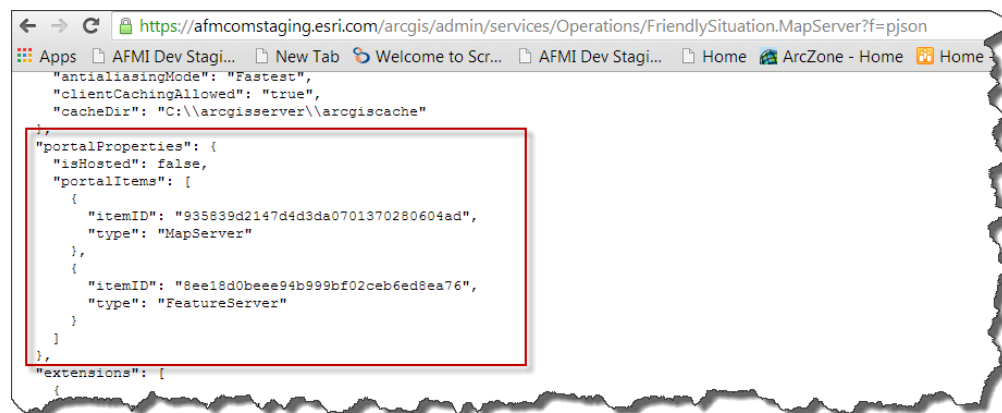 https://afmcomstaging.esri.com/arcgis/admin/services/Operations/FriendlySituation.MapServer?f=pjson
Apps AFMI Dev Stagi... New Tab Welcome to Scr... AFMI Dev Stagi... Home ArcZone - Home Home -
"antialiasingMode": "Fastest",
"clientCachingAllowed": "true",
"cacheDir": "C:\\arcgisserver\\arcgiscache"
},
"portalProperties": {
"isHosted": false,
"portalItems": [
{
"itemID": "935839d2147d4d3da0701370280604ad",
"type": "MapServer"
},
{
"itemID": "8ee18d0beee94b999bf02ceb6ed8ea76",
"type": "FeatureServer"
}
]
},
"extensions": [
{